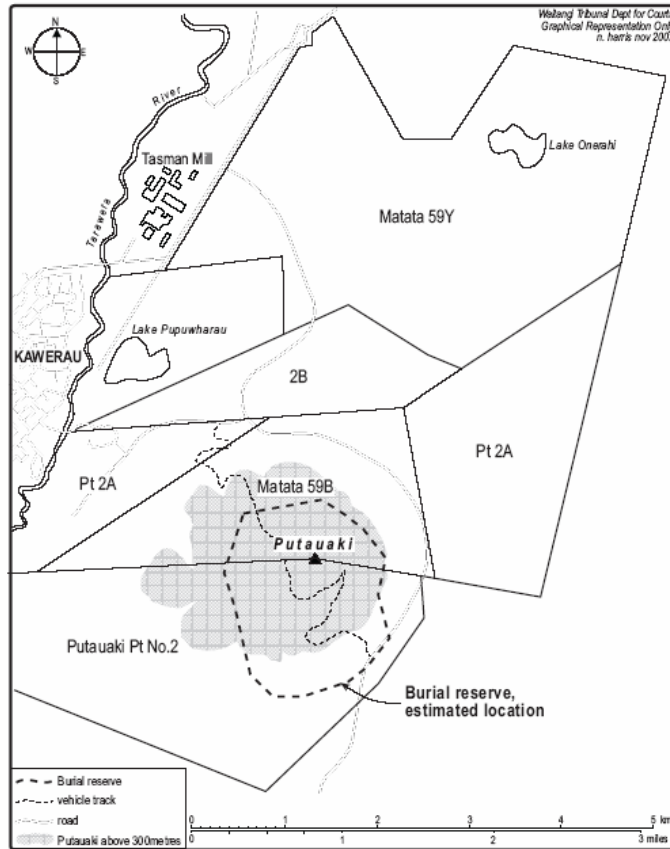 Waitangi Tribunal Dept for Courts
Graphical Representation Only
n. harris nov 2002
N
W E
S
River
Tarawera
Tasman Mill
Lake Onerahi
Matata 59Y
Lake Pupuwharau
KAWERAU
2B
Pt 2A
Pt 2A
Matata 59B
Putauaki
Putauaki Pt No.2
Burial reserve,
estimated location
Burial reserve
vehicle track
road
Putauaki above 300metres
0 1 2 3 4 5 km
0 1 2 3 miles